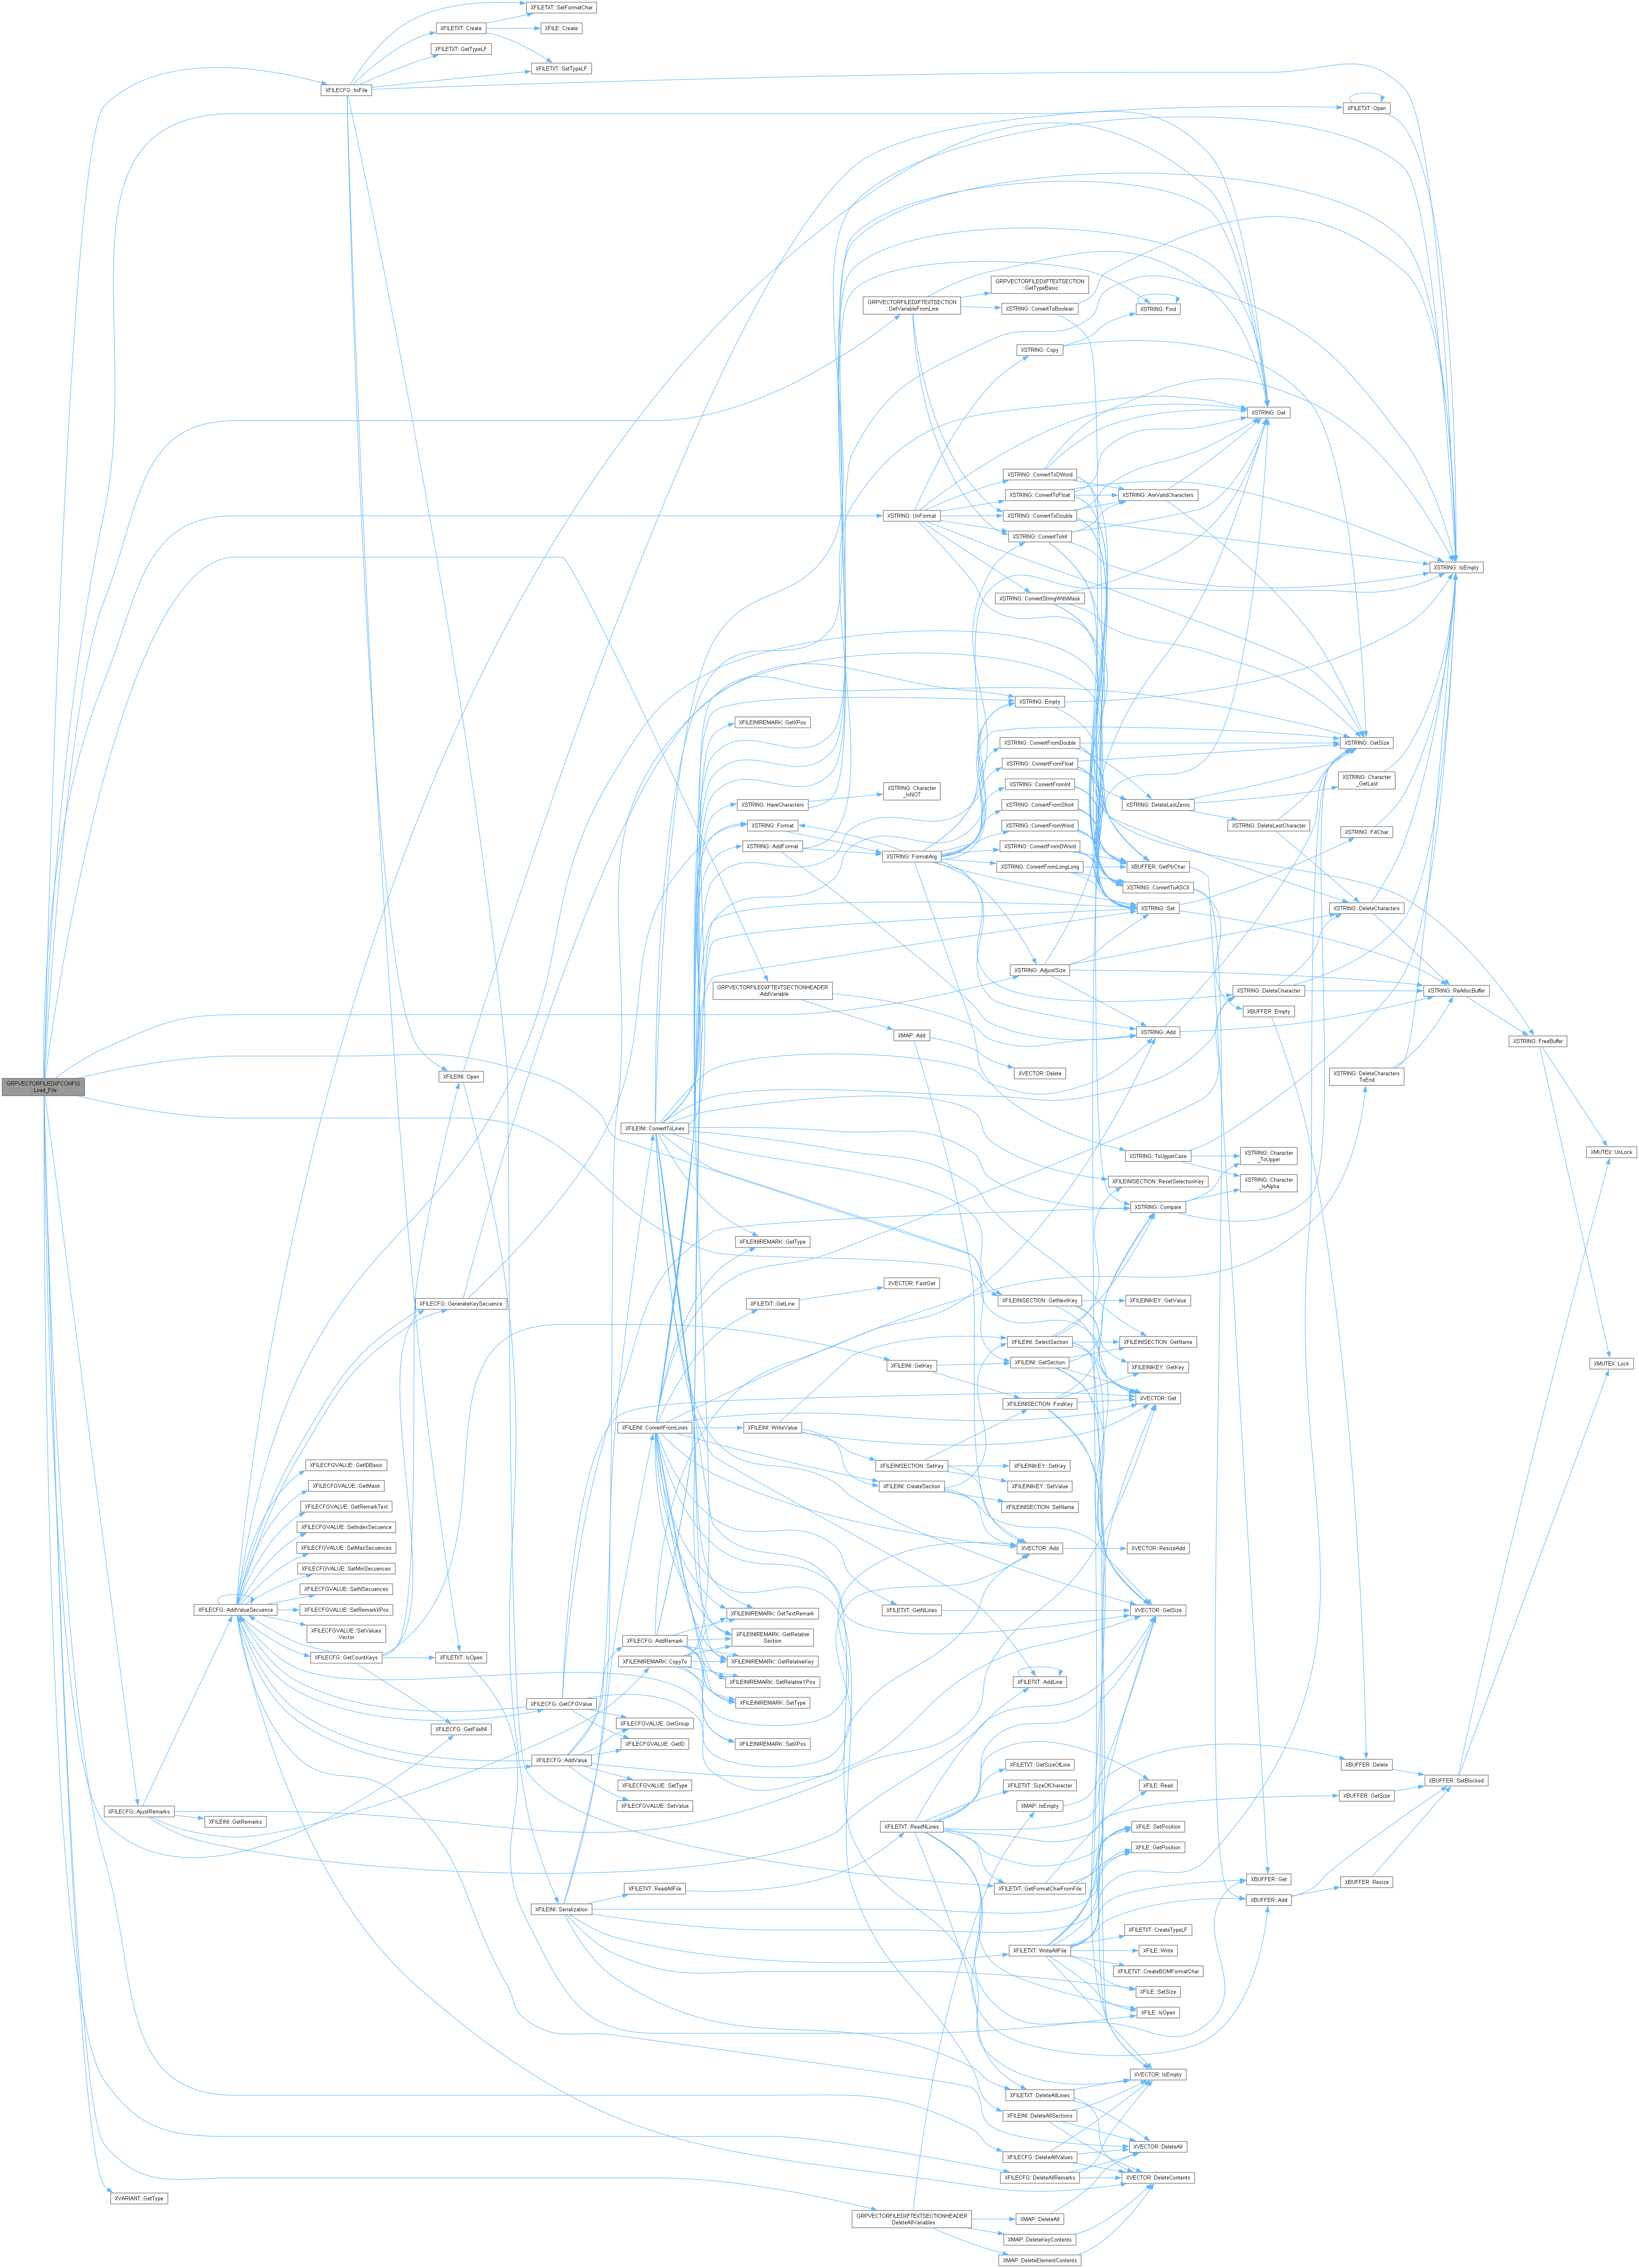 XFILETXT::SetFormatChar
XFILETXT::Create
XFILE::Create
XFILETXT::GetTypeLF
XFILETXT::SetTypeLF
XFILECFG::IniFile
XFILETXT::Open
GRPVECTORFILEDXFTEXTSECTION
::GetTypeBasic
GRPVECTORFILEDXFTEXTSECTION
::GetVariableFromLine
XSTRING::ConvertToBoolean
XSTRING::Find
XSTRING::Copy
XSTRING::Get
XSTRING::ConvertToDWord
XSTRING::ConvertToFloat
XSTRING::AreValidCharacters
XSTRING::UnFormat
XSTRING::ConvertToDouble
XSTRING::ConvertToInt
XSTRING::IsEmpty
XSTRING::ConvertStringWithMask
XSTRING::Empty
XFILEINIREMARK::GetXPos
XSTRING::ConvertFromDouble
XSTRING::GetSize
XSTRING::ConvertFromFloat
XSTRING::Character
_GetLast
XSTRING::ConvertFromInt
XSTRING::Character
_IsNOT
XSTRING::HaveCharacters
XSTRING::ConvertFromShort
XSTRING::DeleteLastZeros
XSTRING::Format
XSTRING::ConvertFromWord
XSTRING::DeleteLastCharacter
XSTRING::FillChar
XSTRING::AddFormat
XSTRING::ConvertFromDWord
XSTRING::FormatArg
XSTRING::ConvertFromLongLong
XBUFFER::GetPtrChar
XSTRING::ConvertToASCII
XSTRING::Set
XSTRING::DeleteCharacters
XSTRING::AdjustSize
GRPVECTORFILEDXFTEXTSECTIONHEADER
::AddVariable
XSTRING::DeleteCharacter
XSTRING::ReAllocBuffer
XBUFFER::Empty
XMAP::Add
XSTRING::Add
XSTRING::FreeBuffer
XVECTOR::Delete
XFILEINI::Open
XSTRING::DeleteCharacters
ToEnd
GRPVECTORFILEDXFCONFIG
::Load_File
XFILEINI::ConvertToLines
XSTRING::ToUpperCase
XSTRING::Character
_ToUpper
XMUTEX::UnLock
XFILEINISECTION::ResetSelectionKey
XSTRING::Character
_IsAlpha
XSTRING::Compare
XFILEINIREMARK::GetType
XVECTOR::FastGet
XFILECFG::GenerateKeySecuence
XFILETXT::GetLine
XFILEINISECTION::GetNextKey
XFILEINIKEY::GetValue
XFILEINI::SelectSection
XFILEINISECTION::GetName
XFILEINI::GetKey
XFILEINI::GetSection
XFILEINIKEY::GetKey
XMUTEX::Lock
XFILEINISECTION::FindKey
XVECTOR::Get
XFILEINI::ConvertFromLines
XFILEINI::WriteValue
XFILECFGVALUE::GetIDBasic
XFILEINISECTION::SetKey
XFILEINIKEY::SetKey
XFILECFGVALUE::GetMask
XFILEINI::CreateSection
XFILEINIKEY::SetValue
XFILECFGVALUE::GetRemarkText
XFILEINISECTION::SetName
XFILECFGVALUE::SetIndexSecuence
XFILECFGVALUE::SetMaxSecuences
XVECTOR::Add
XVECTOR::ResizeAdd
XFILECFGVALUE::SetMinSecuences
XFILECFGVALUE::SetNSecuences
XFILECFG::AddValueSecuence
XFILECFGVALUE::SetRemarkXPos
XFILETXT::GetNLines
XVECTOR::GetSize
XFILEINIREMARK::GetTextRemark
XFILECFGVALUE::SetValues
Vector
XFILEINIREMARK::GetRelative
Section
XFILECFG::AddRemark
XFILECFG::GetCountKeys
XFILETXT::IsOpen
XFILEINIREMARK::CopyTo
XFILEINIREMARK::GetRelativeKey
XFILEINIREMARK::SetRelativeYPos
XFILETXT::AddLine
XFILECFG::GetCFGValue
XFILEINIREMARK::SetType
XFILECFGVALUE::GetGroup
XFILECFG::GetFileINI
XFILECFGVALUE::GetID
XFILEINIREMARK::SetXPos
XFILECFG::AddValue
XFILETXT::GetSizeOfLine
XBUFFER::Delete
XFILECFGVALUE::SetType
XFILETXT::SizeOfCharacter
XFILE::Read
XBUFFER::SetBlocked
XFILECFGVALUE::SetValue
XMAP::IsEmpty
XBUFFER::GetSize
XFILECFG::AjustRemarks
XFILEINI::GetRemarks
XFILETXT::ReadNLines
XFILE::SetPosition
XFILE::GetPosition
XFILETXT::ReadAllFile
XFILETXT::GetFormatCharFromFile
XBUFFER::Get
XBUFFER::Resize
XFILEINI::Serialization
XBUFFER::Add
XFILETXT::CreateTypeLF
XFILETXT::WriteAllFile
XFILE::Write
XFILETXT::CreateBOMFormatChar
XFILE::SetSize
XFILE::IsOpen
XVECTOR::IsEmpty
XFILETXT::DeleteAllLines
XFILEINI::DeleteAllSections
XVECTOR::DeleteAll
XFILECFG::DeleteAllValues
XFILECFG::DeleteAllRemarks
XVECTOR::DeleteContents
XVARIANT::GetType
GRPVECTORFILEDXFTEXTSECTIONHEADER
::DeleteAllVariables
XMAP::DeleteAll
XMAP::DeleteKeyContents
XMAP::DeleteElementContents